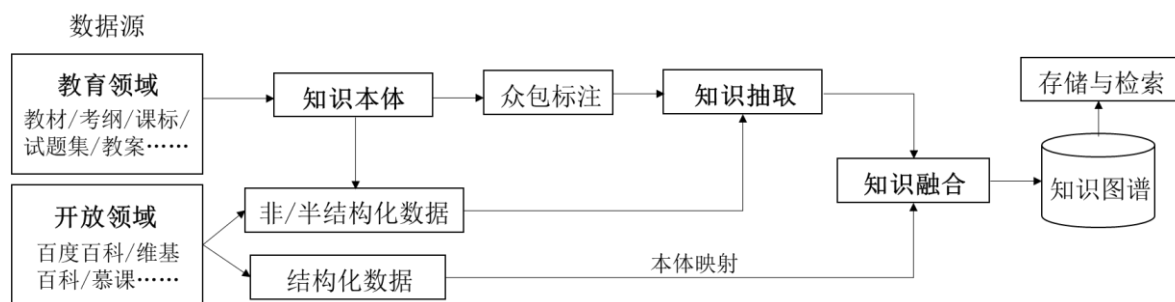 数据源
教育领域
教材/考纲/课标/
试题集/教案……
知识本体
众包标注
知识抽取
存储与检索
知识融合
知识图谱
开放领域
百度百科/维基
百科/慕课……
非/半结构化数据
结构化数据
本体映射